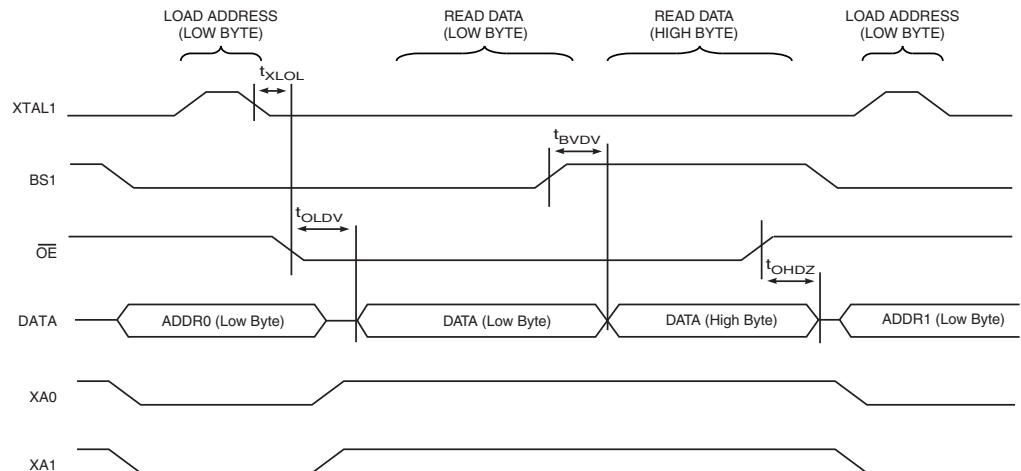 LOAD ADDRESS
(LOW BYTE)
READ DATA
(LOW BYTE)
READ DATA
(HIGH BYTE)
LOAD ADDRESS
(LOW BYTE)
tXLOL
XTAL1
tBVDV
BS1
tOLDV
OE
tOHDZ
DATA
ADDR0 (Low Byte)
DATA (Low Byte)
DATA (High Byte)
ADDR1 (Low Byte)
XA0
XA1